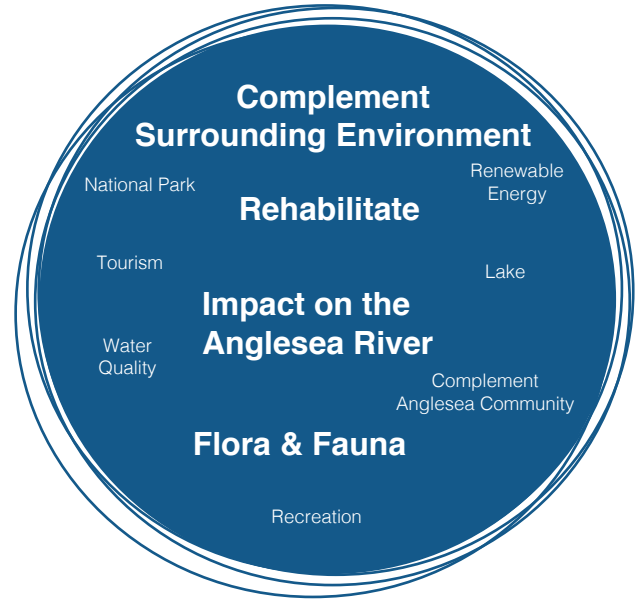 Complement
Surrounding Environment
National Park
Renewable
Energy
Rehabilitate
Tourism
Lake
Impact on the
Anglesea River
Water
Quality
Complement
Anglesea Community
Flora & Fauna
Recreation